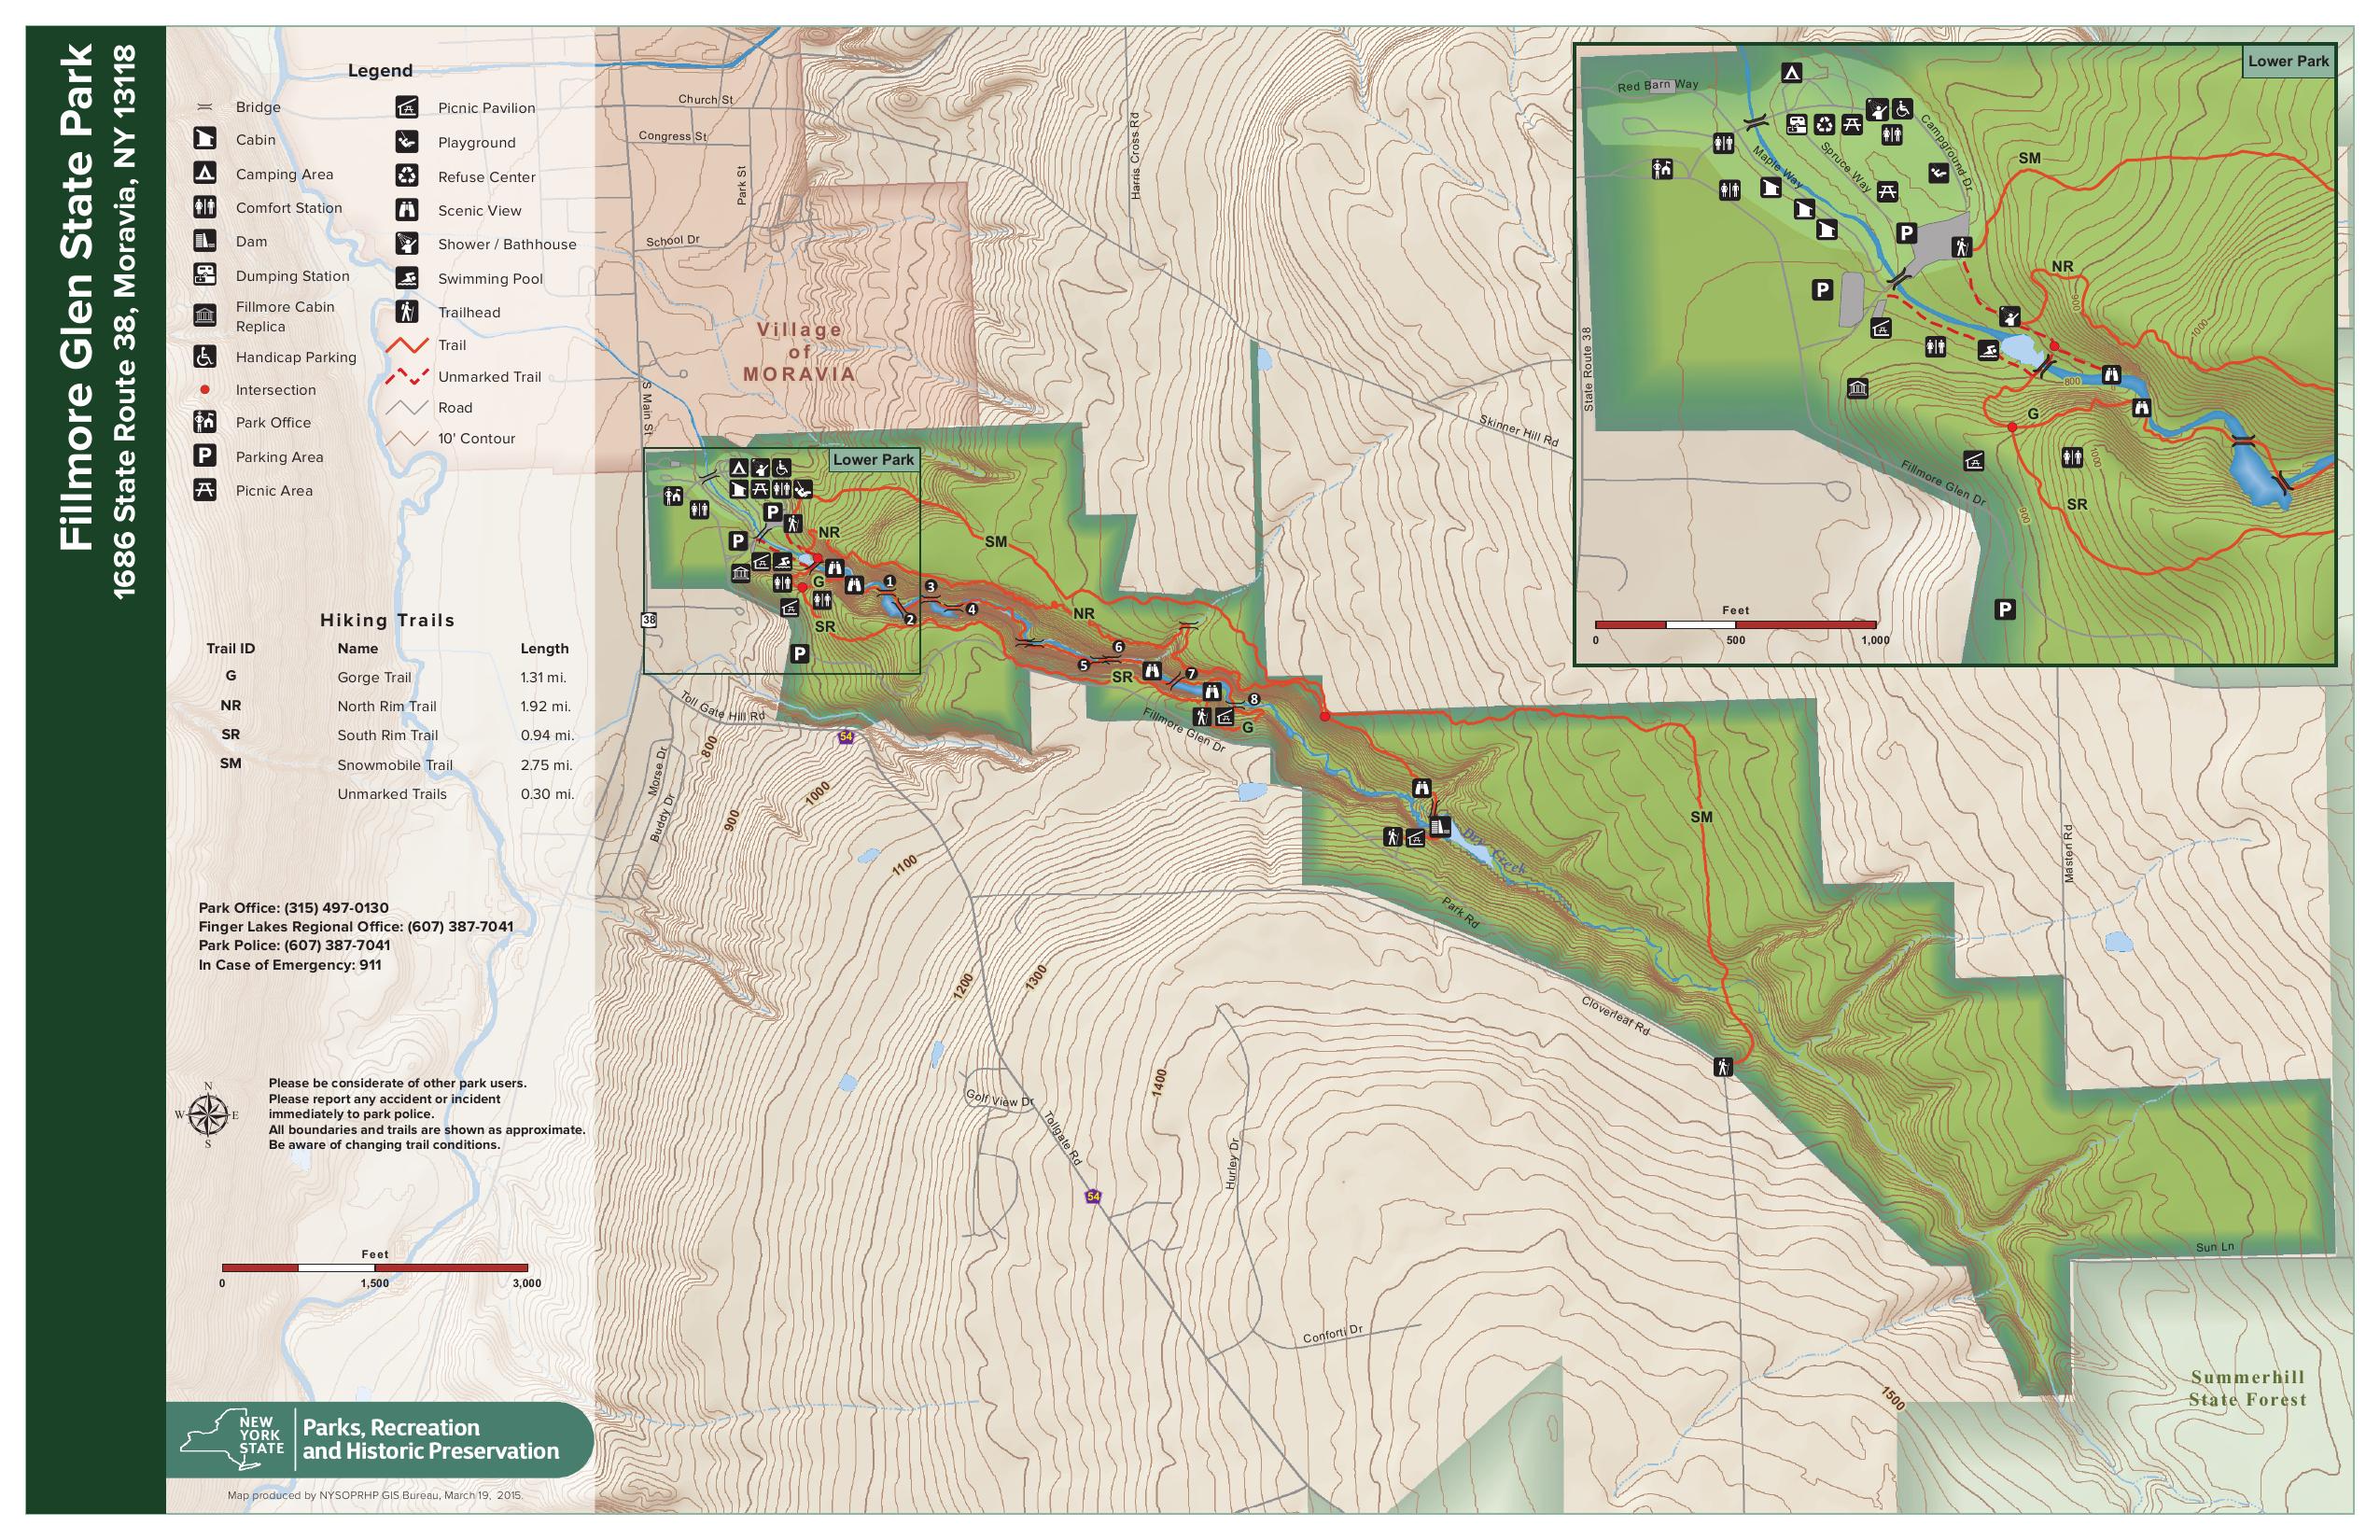 Fillmore Glen State Park
1686 State Route 38, Moravia, NY 13118
Legend
Bridge
Cabin
Camping Area
Comfort Station
Dam
Dumping Station
Fillmore Cabin
Replica
Handicap Parking
Intersection
Park Office
P Parking Area
Picnic Area
Picnic Pavilion
Playground
Refuse Center
Scenic View
Shower / Bathhouse
Swimming Pool
Trailhead
Trail
Unmarked Trail
Road
10' Contour
Hiking Trails
Trail ID Name Length
G Gorge Trail 1.31 mi.
NR North Rim Trail 1.92 mi.
SR South Rim Trail 0.94 mi.
SM Snowmobile Trail 2.75 mi.
Unmarked Trails 0.30 mi.
Park Office: (315) 497-0130
Finger Lakes Regional Office: (607) 387-7041
Park Police: (607) 387-7041
In Case of Emergency: 911
N
W E
S
Please be considerate of other park users.
Please report any accident or incident
immediately to park police.
All boundaries and trails are shown as approximate.
Be aware of changing trail conditions.
Feet
0 1,500 3,000
NEW
YORK
STATE
Parks, Recreation
and Historic Preservation
Map produced by NYSOPRHP GIS Bureau, March 19, 2015.
Church St
Congress St
Park St
School Dr
Harris Cross Rd
Village
of
MORAVIA
S Main St
Skinner Hill Rd
Lower Park
P
NR
SM
P
G
1
3
2
4
NR
38
SR
P
6
5
SR
7
8
G
Fillmore Glen Dr
Toll Gate Hill Rd
54
Morse Dr
Buddy Dr
800
900
1000
1100
1200
1300
1400
1500
SM
Dry Creek
Park Rd
Cloverleaf Rd
Masten Rd
Golf View Dr
Tollgate Rd
54
Hurley Dr
Conforti Dr
Sun Ln
Summerhill
State Forest
Lower Park
Red Barn Way
Maple Way
Spruce Way
Campground Dr
SM
P
NR
900
1000
P
State Route 38
800
G
1000
Fillmore Glen Dr
900
SR
P
Feet
0 500 1,000